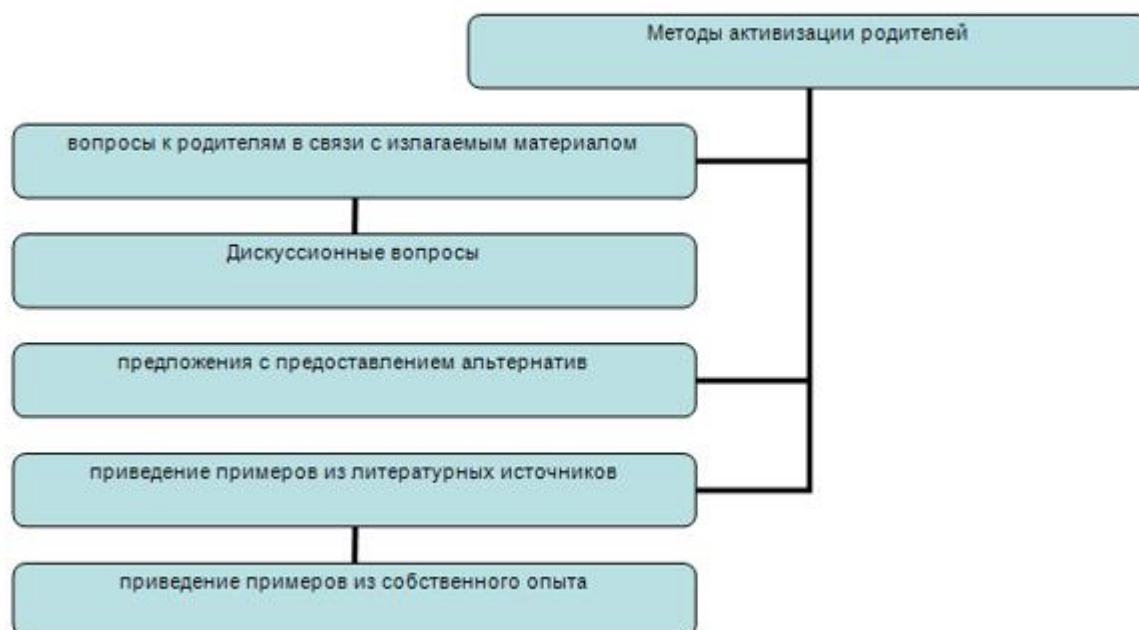 Методы активизации родителей
вопросы к родителям в связи с излагаемым материалом
Дискуссионные вопросы
предложения с предоставлением альтернатив
приведение примеров из литературных источников
приведение примеров из собственного опыта